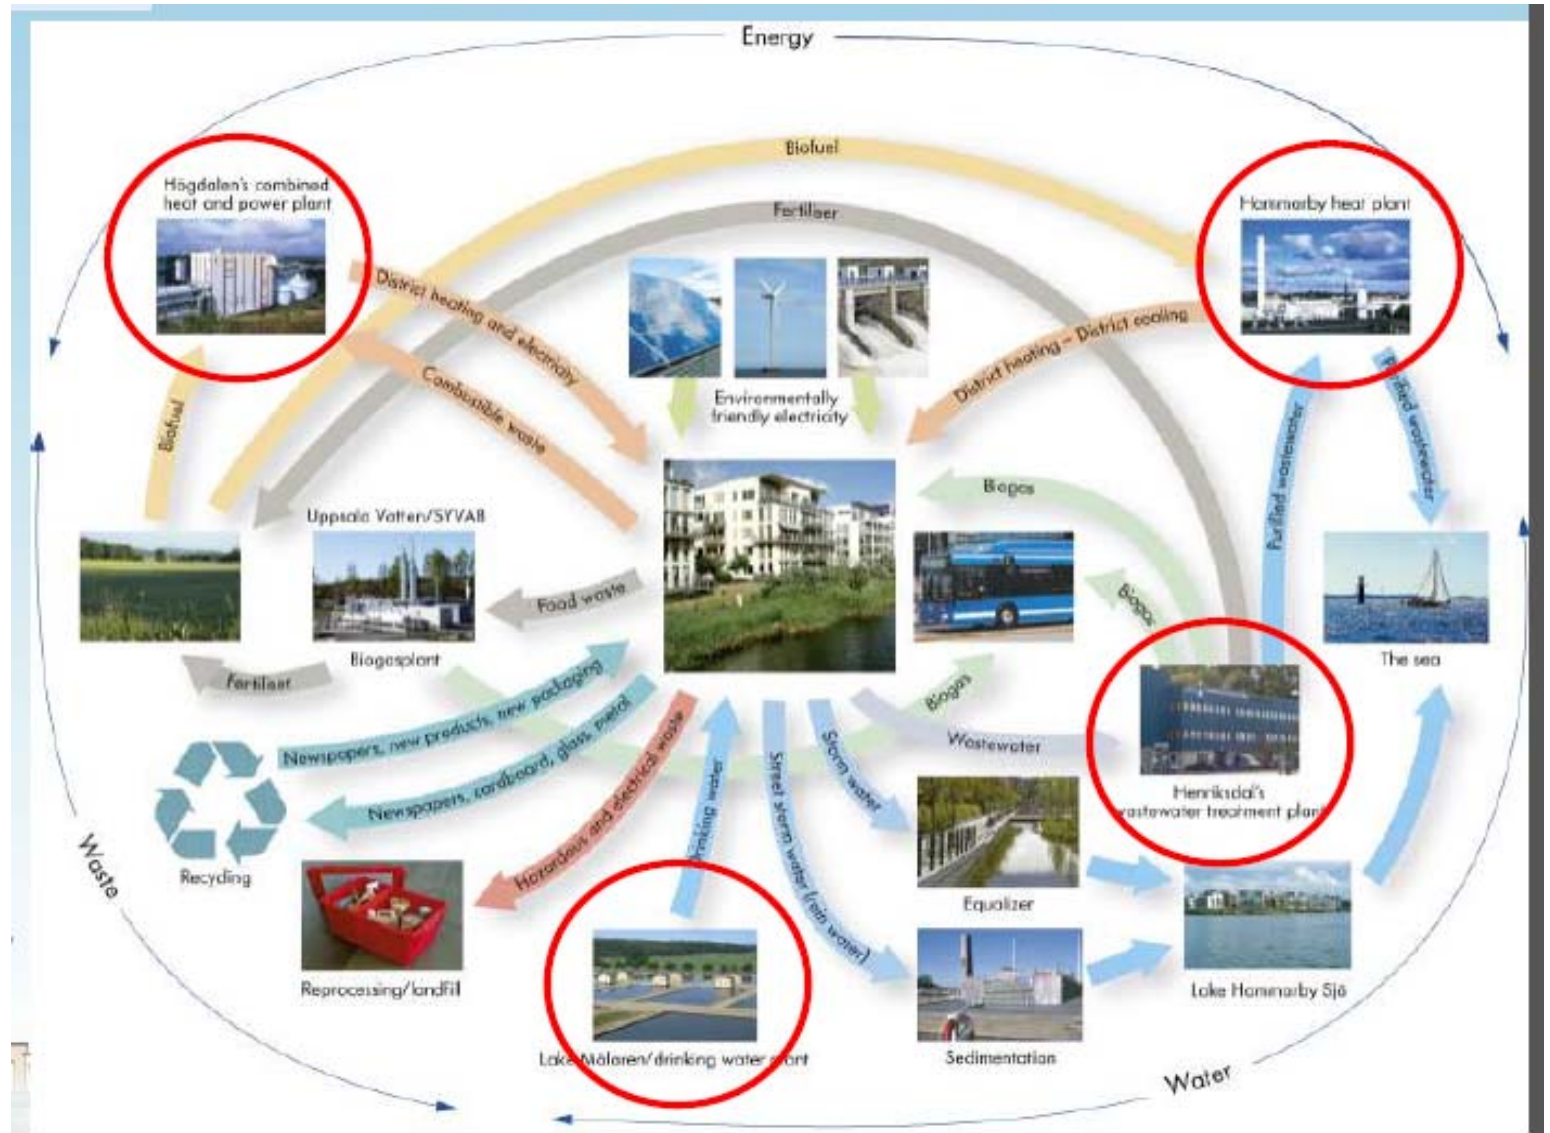 Energy
Biofuel
Högdalen's combined
heat and power plant
Fertiliser
Hammarby heat plant
District heating and electricity
District heating – District cooling
Combustible waste
Environmentally
friendly electricity
Biofuel
Purified wastewater
Purified wastewater
Biogas
Uppsala Vatten/SYVAB
Food waste
Biogas
Biogasplant
The sea
Fertiliser
Biogas
Newspapers, new products, new packaging
Newspapers, cardboard, glass, metal
Hazardous and electrical waste
Drinking water
Street storm water (rain water)
Storm water
Wastewater
Henriksdal's
wastewater treatment plant
Waste
Recycling
Equalizer
Reprocessing/landfill
Lake Hammarby Sjö
Lake Mälaren/drinking water plant
Sedimentation
Water